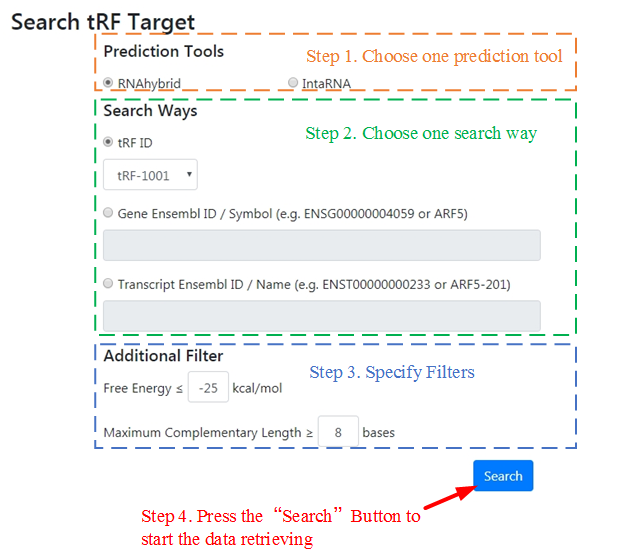 Search tRF Target
Prediction Tools
Step 1. Choose one prediction tool
RNAhybrid
IntaRNA
Search Ways
Step 2. Choose one search way
tRF ID
tRF-1001
Gene Ensembl ID / Symbol (e.g. ENSG00000004059 or ARF5)
Transcript Ensembl ID / Name (e.g. ENST00000000233 or ARF5-201)
Additional Filter
Step 3. Specify Filters
Free Energy ≤ -25 kcal/mol
Maximum Complementary Length ≥ 8 bases
Search
Step 4. Press the “Search” Button to
start the data retrieving